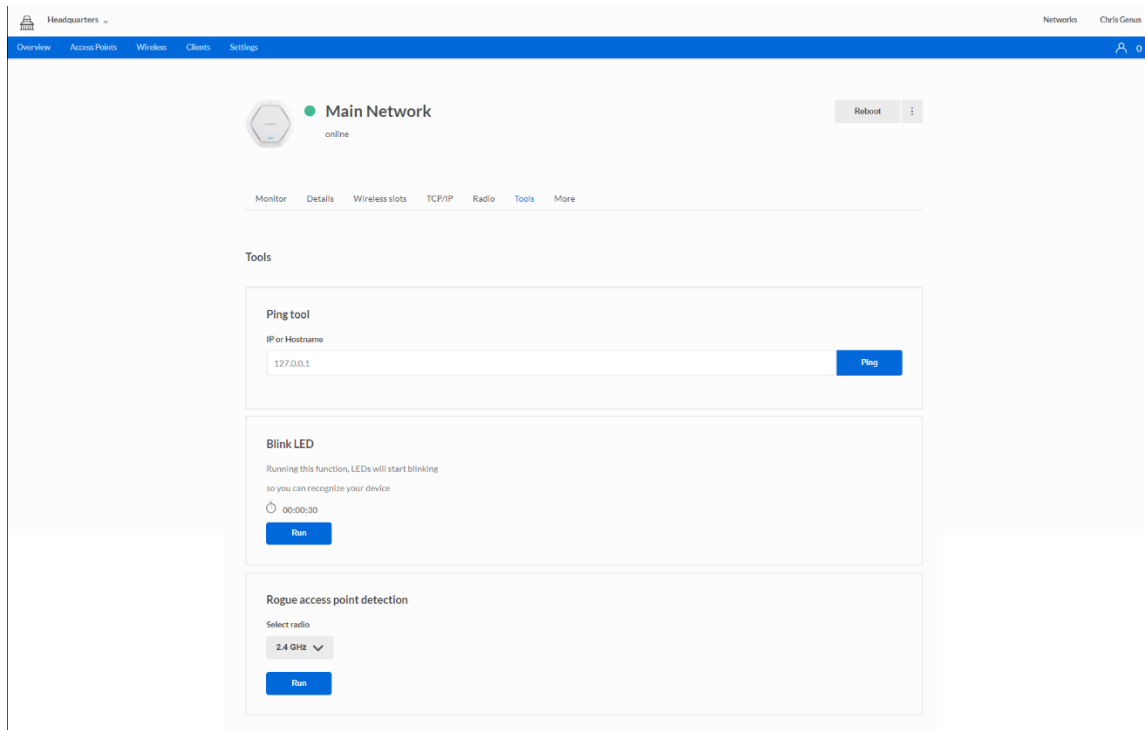 Headquarters
Networks
Chris Genus
Overview
Access Points
Wireless
Clients
Settings
0
Main Network
online
Reboot
Monitor
Details
Wireless slots
TCP/IP
Radio
Tools
More
Tools
Ping tool
IP or Hostname
127.0.0.1
Ping
Blink LED
Running this function, LEDs will start blinking
so you can recognize your device
00:00:30
Run
Rogue access point detection
Select radio
2.4 GHz
Run